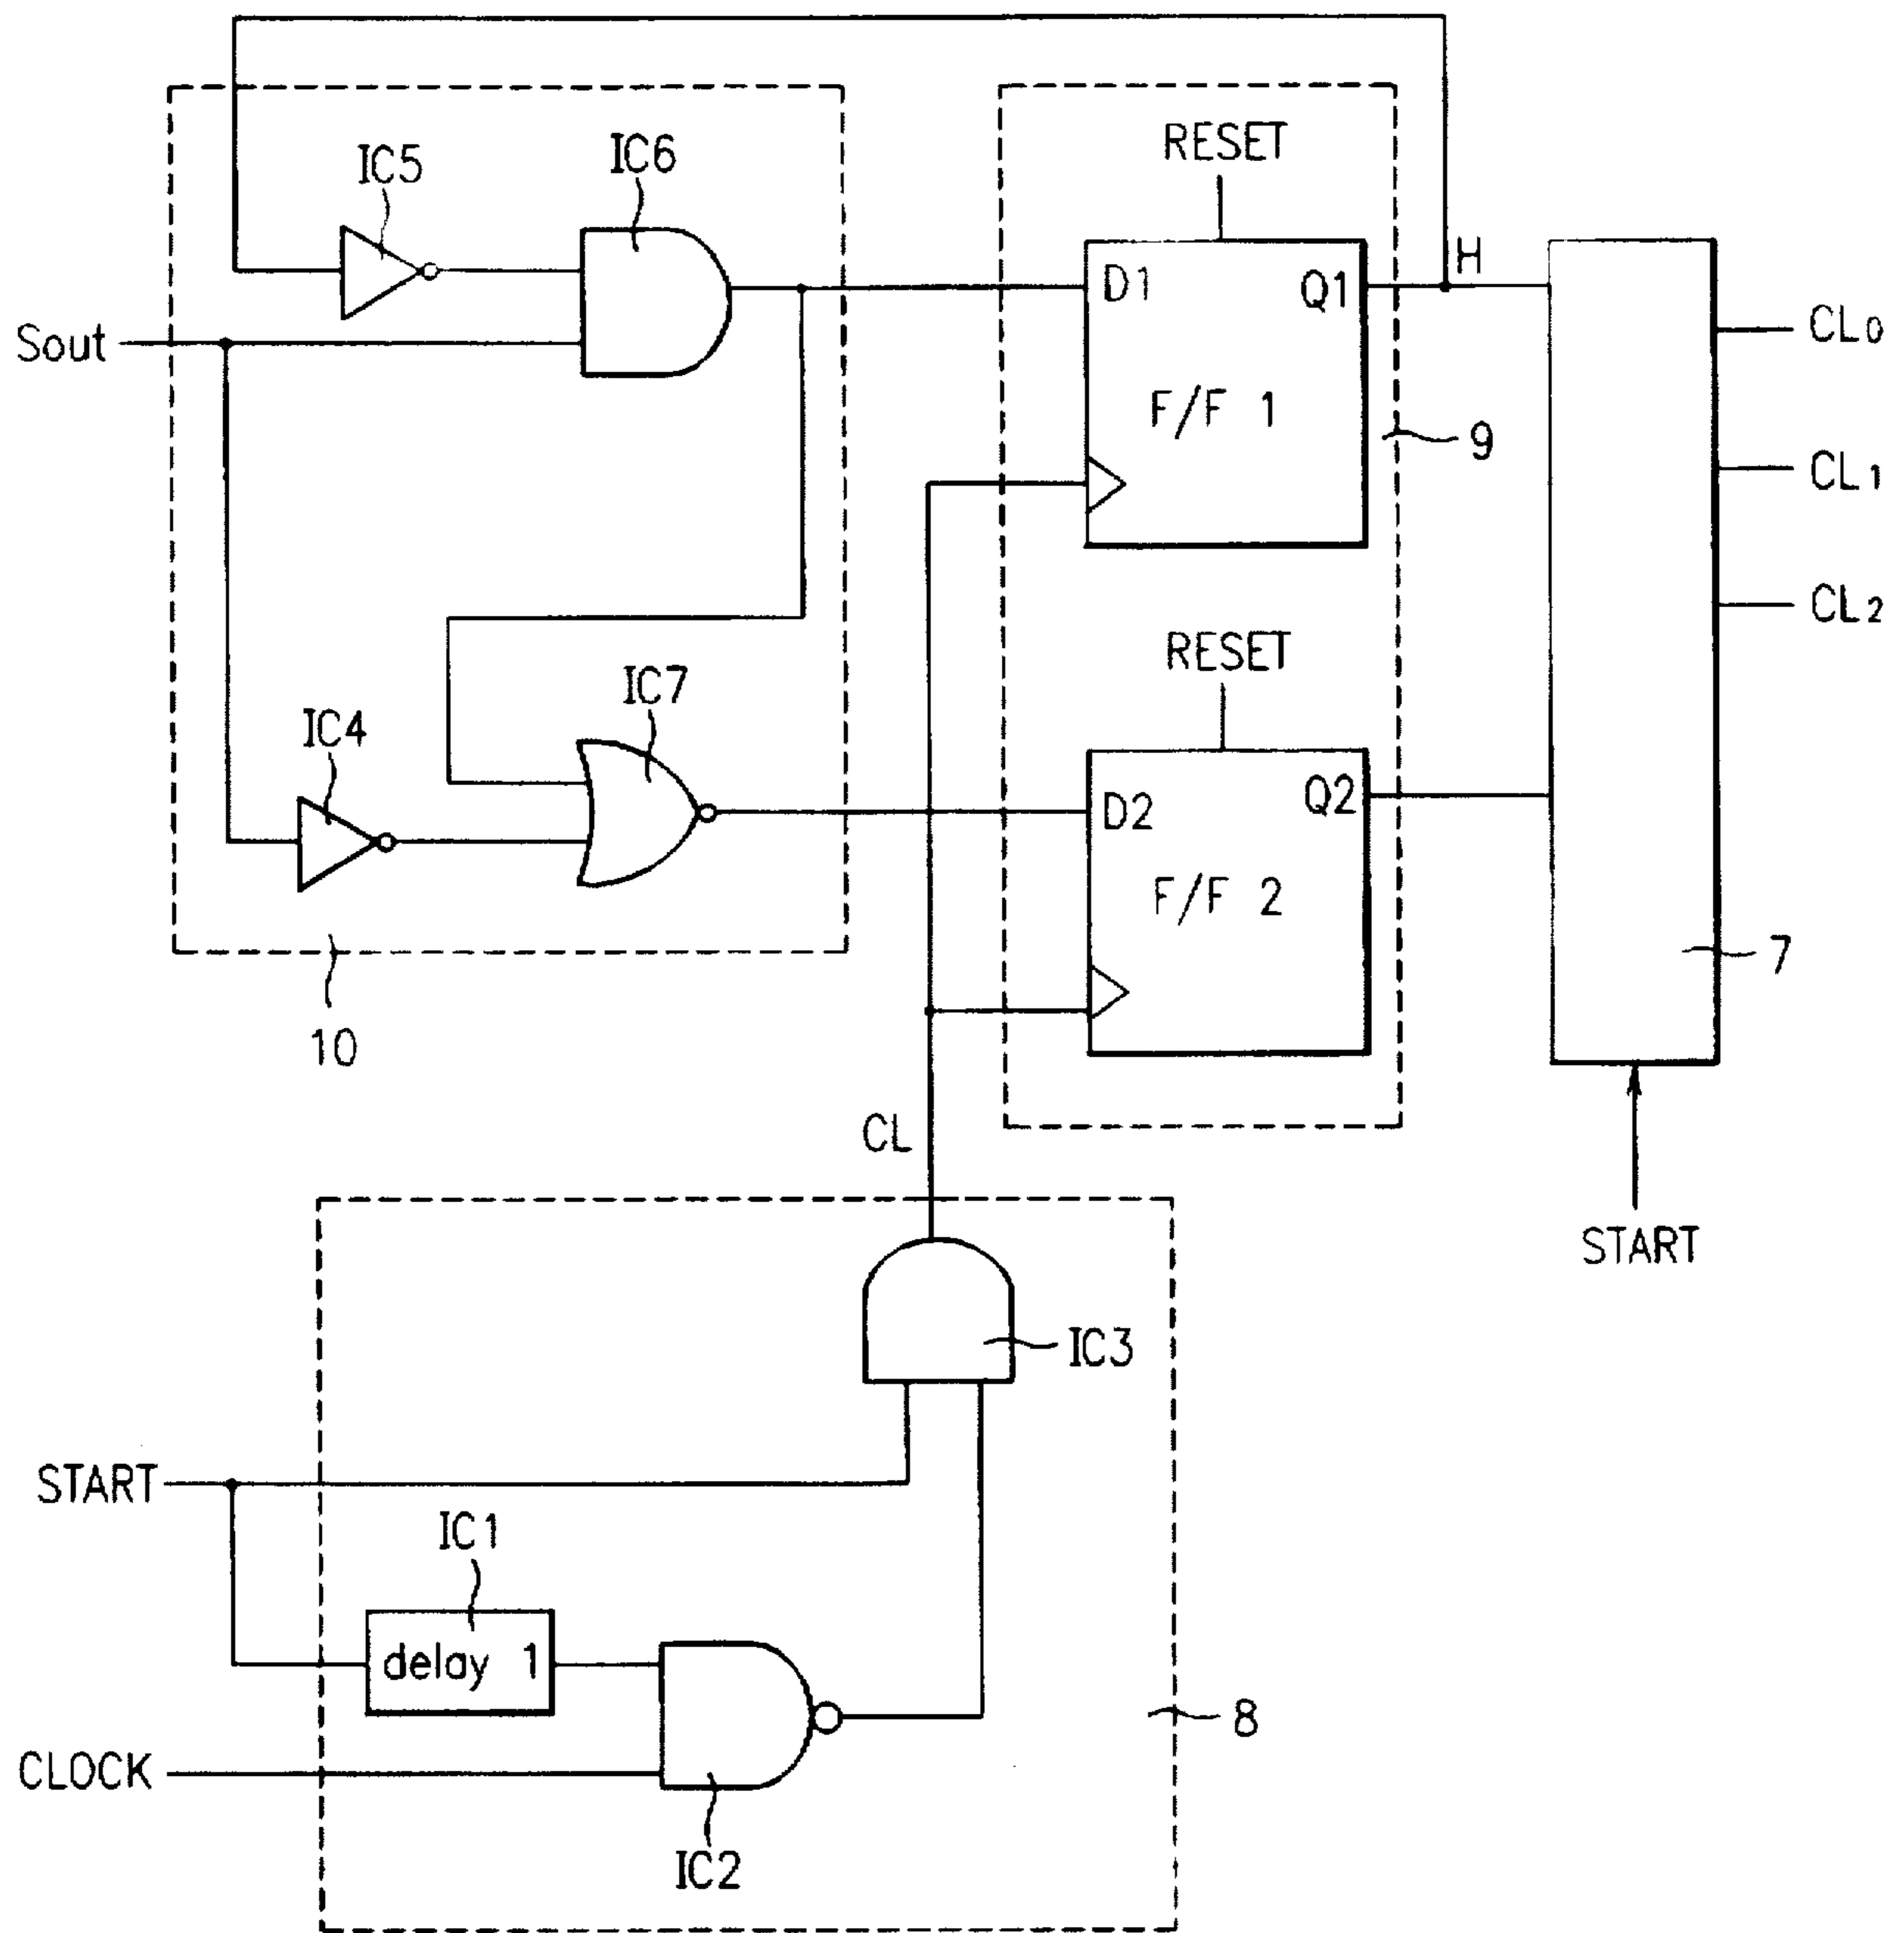 IC5
IC6
RESET
H
Sout
D1
Q1
F/F 1
9
CL0
CL1
CL2
IC4
IC7
RESET
D2
Q2
F/F 2
7
10
CL
START
IC3
START
IC1
delay 1
8
CLOCK
IC2